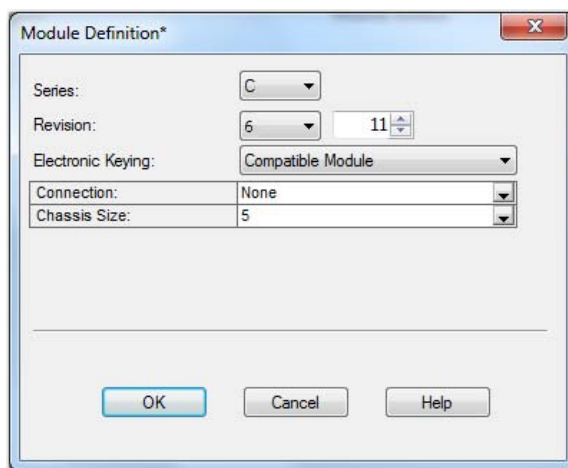 Module Definition*
Series: C
Revision: 6 11
Electronic Keying: Compatible Module
Connection: None
Chassis Size: 5
OK Cancel Help